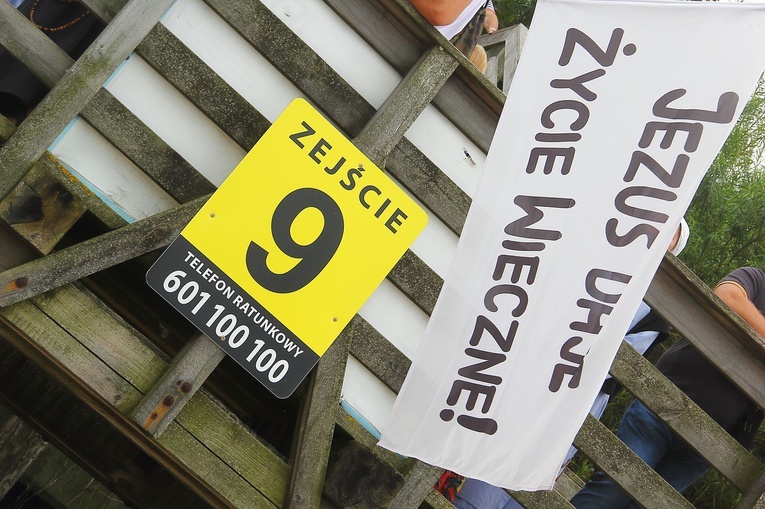 ZEJŚCIE
9
TELEFON RATUNKOWY
601 100 100
JEZUS DAJE
ŻYCIE WIECZNE!